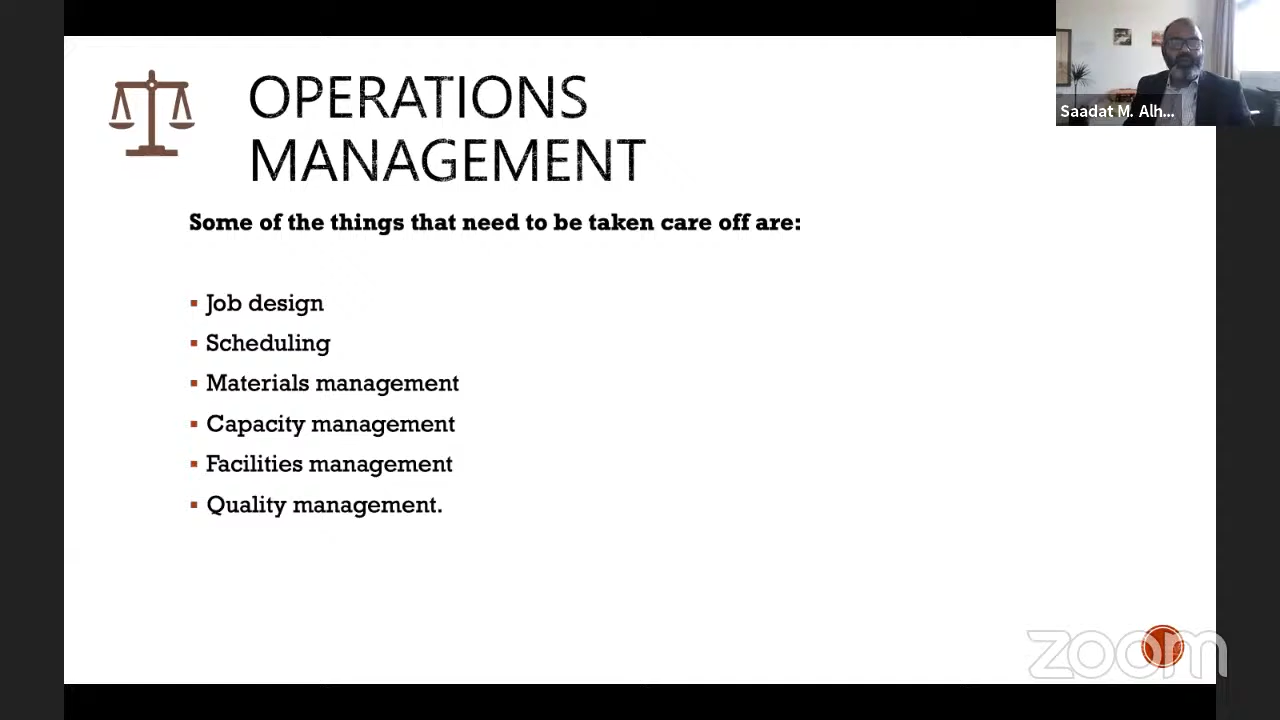 OPERATIONS
MANAGEMENT
Saadat M. Alh...
Some of the things that need to be taken care off are:
▪ Job design
▪ Scheduling
▪ Materials management
▪ Capacity management
▪ Facilities management
▪ Quality management.
zoom